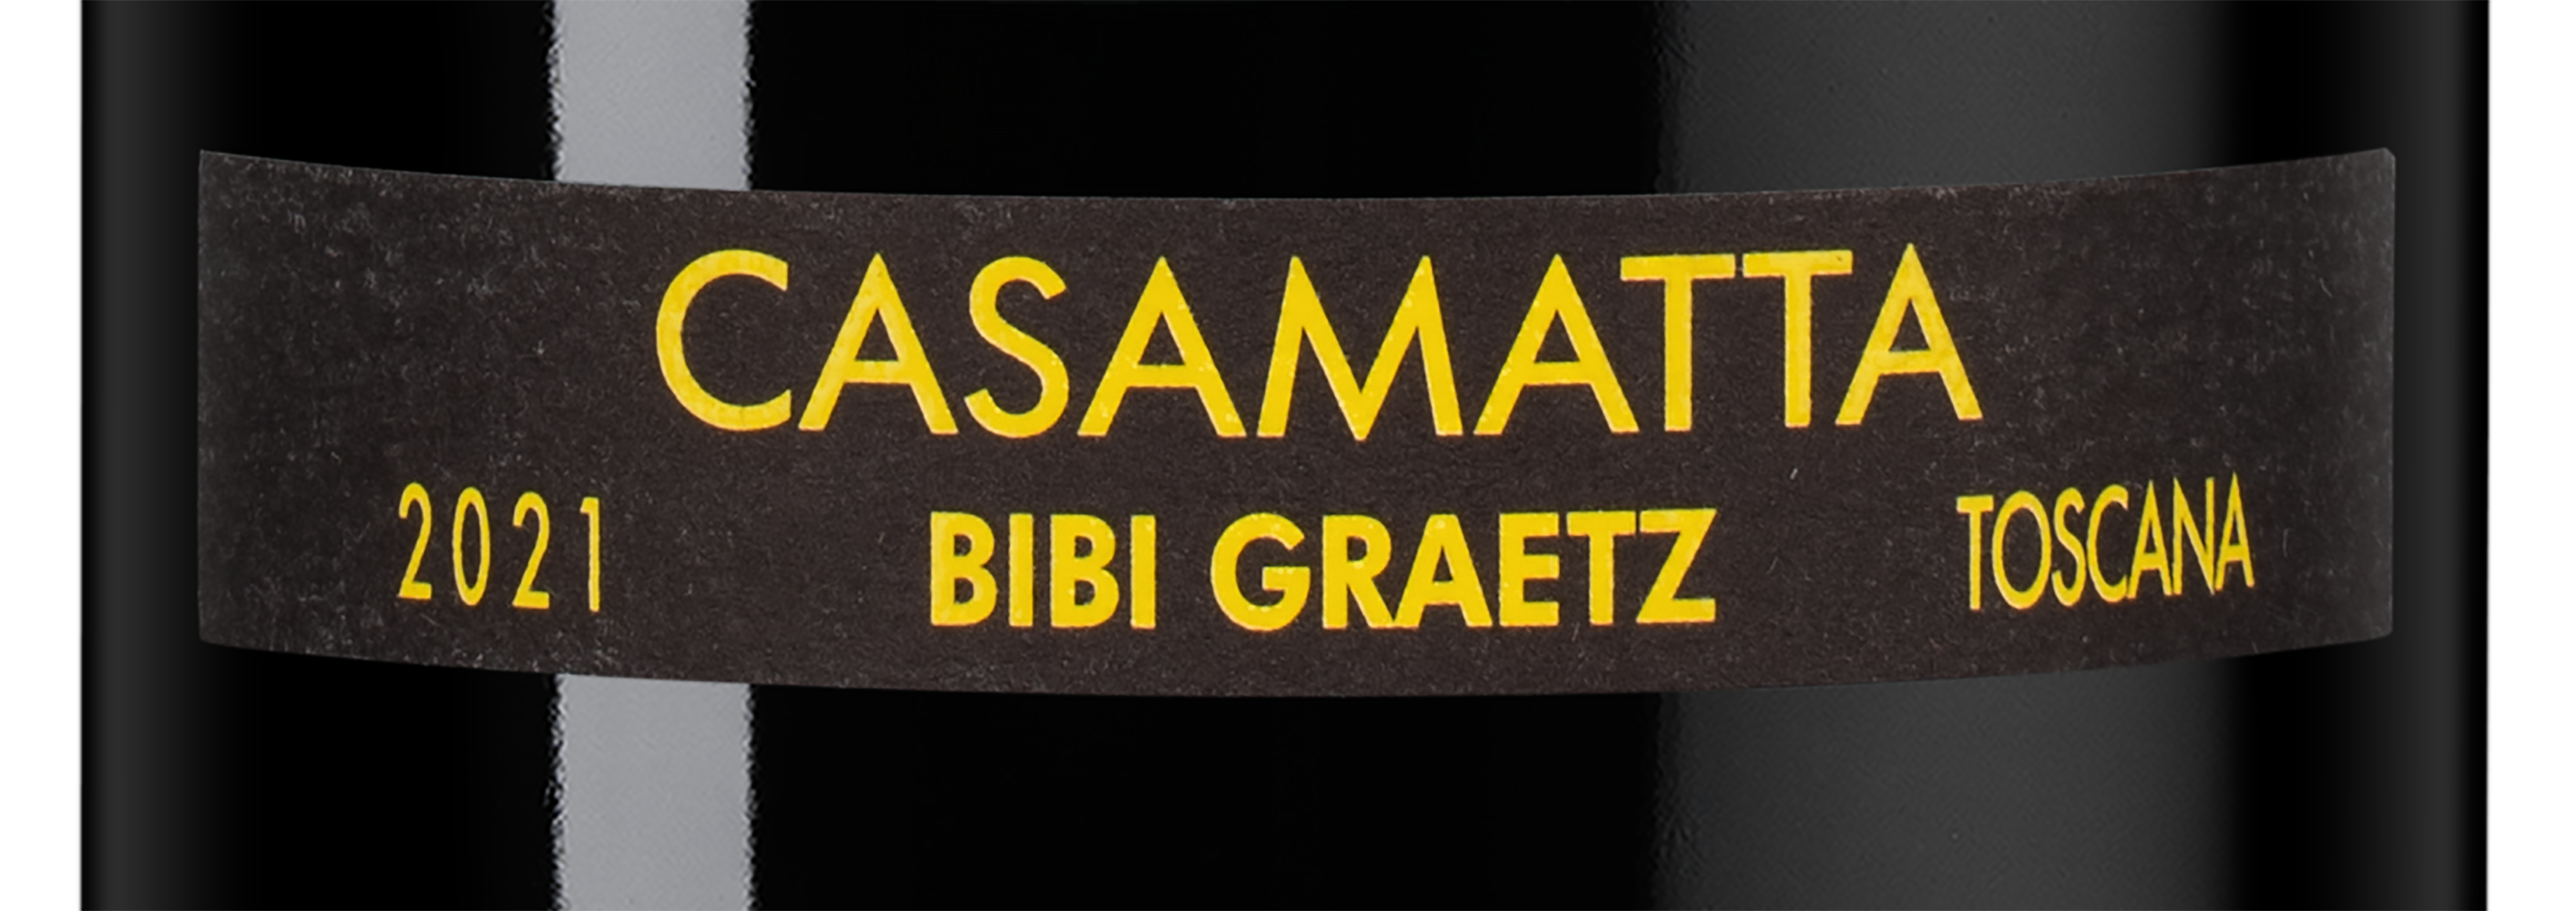 CASAMATTA
2021 BIBI GRAETZ TOSCANA